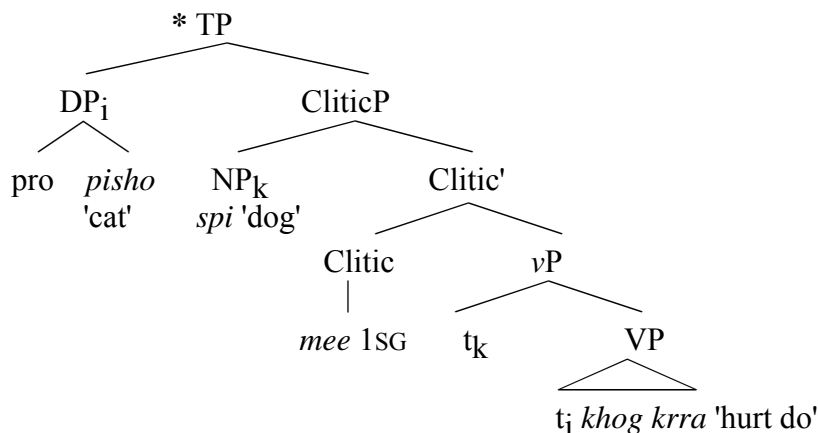 * TP
DPi CliticP
pro pisho NPk Clitic'
'cat' spi 'dog'
Clitic vP
mee 1SG tk VP
ti khog krra 'hurt do'